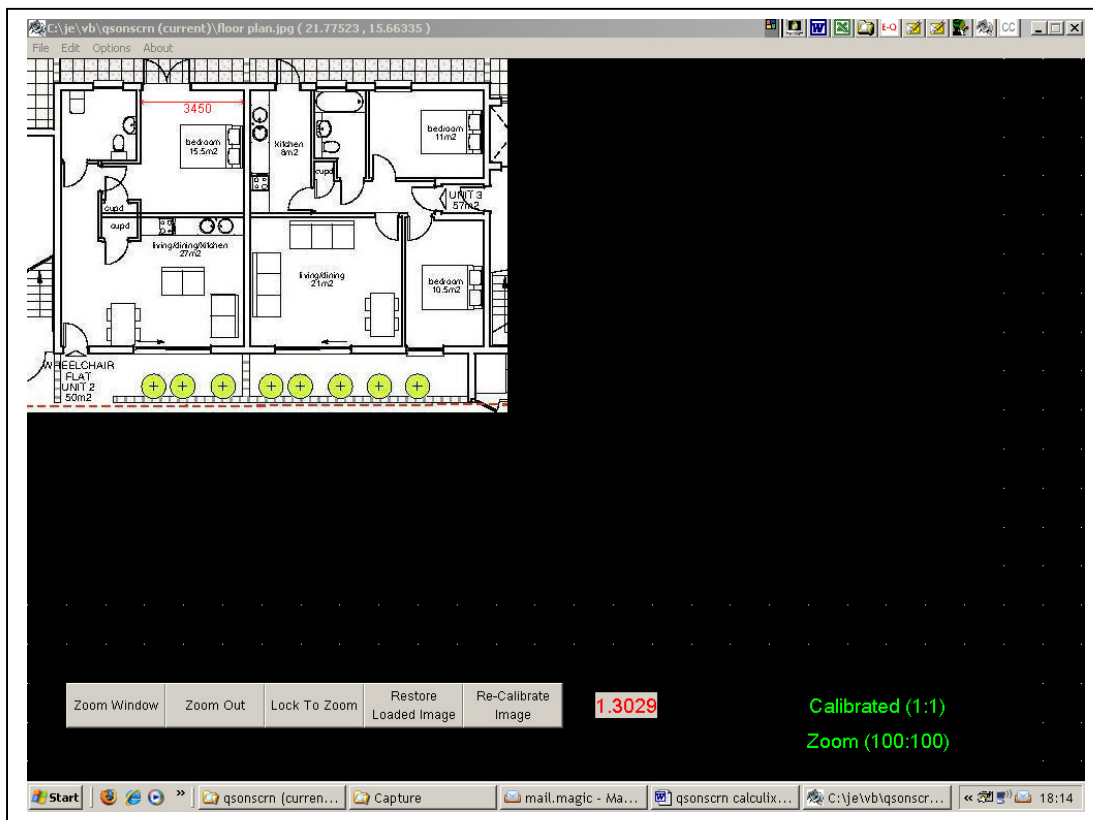 C:\je\vb\qsonscrn (current)\floor plan.jpg ( 21.77523 , 15.66335 )
E-Q
CC
File Edit Options About
3450
bedroom
15.5m2
kitchen
8m2
bedroom
11m2
cupd
UNIT 3
57m2
cupd
cupd
living/dining/kitchen
27m2
living/dining
21m2
bedroom
10.5m2
WHEELCHAIR
FLAT
UNIT 2
50m2
Zoom Window
Zoom Out
Lock To Zoom
Restore
Loaded Image
Re-Calibrate
Image
1.3029
Calibrated (1:1)
Zoom (100:100)
Start
»
qsonscrn (curren...
Capture
mail.magic - Ma...
qsonscrn calculix...
C:\je\vb\qsonscr...
«
18:14